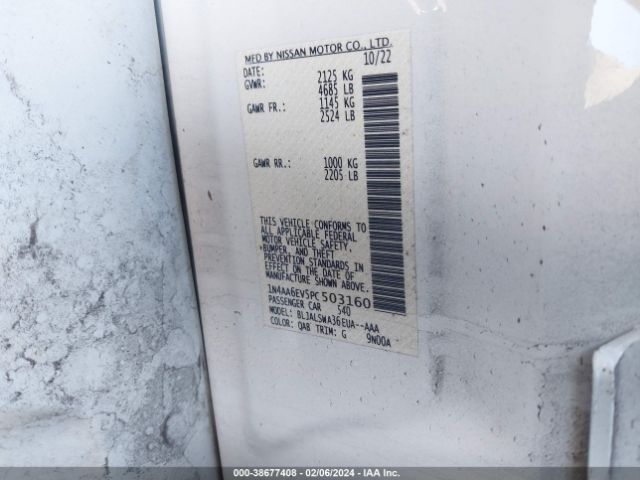 MFD BY NISSAN MOTOR CO., LTD.
DATE: 10/22
GVWR: 2125 KG
4685 LB
GAWR FR.: 1145 KG
2524 LB
GAWR RR.: 1000 KG
2205 LB
THIS VEHICLE CONFORMS TO
ALL APPLICABLE FEDERAL
MOTOR VEHICLE SAFETY,
BUMPER, AND THEFT
PREVENTION STANDARDS IN
EFFECT ON THE DATE OF
MANUFACTURE SHOWN ABOVE.
1N4AA6EV5PC503160
PASSENGER CAR 540
MODEL: BLJALSWA36EUA--AAA
COLOR: QAB TRIM: G 9N00A
000-38677408 - 02/06/2024 - IAAI.COM